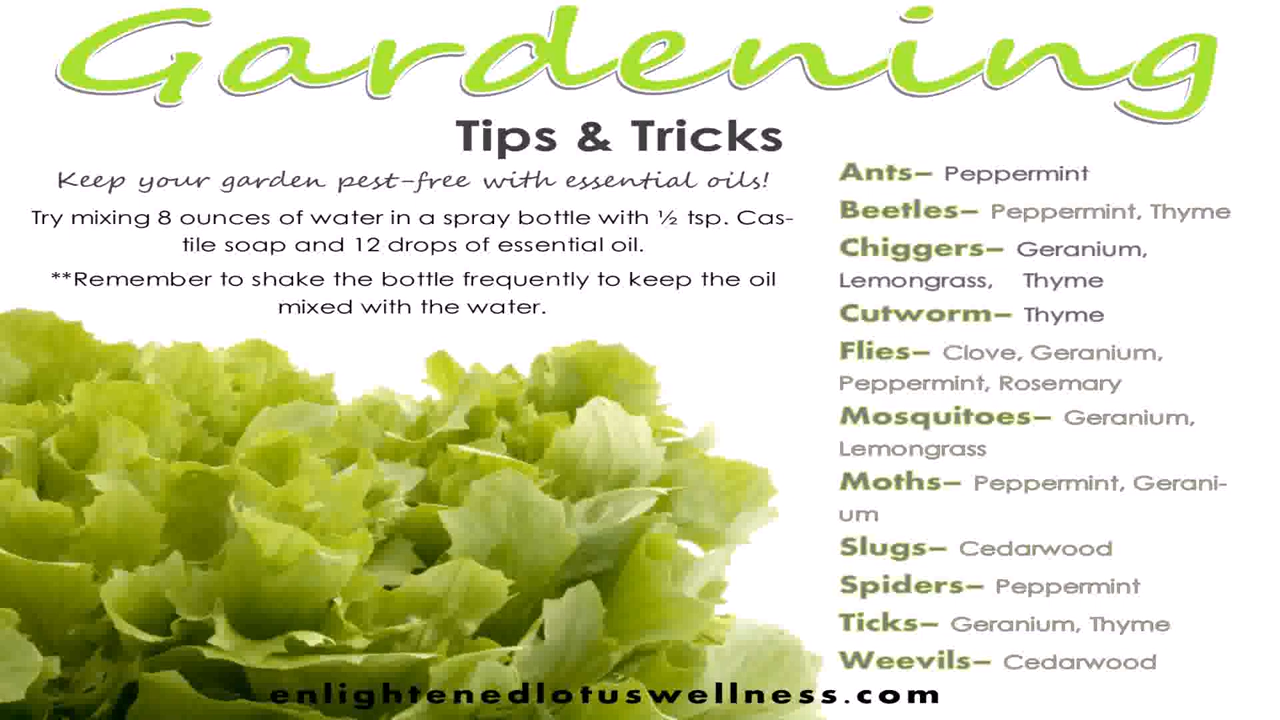 Gardening
Tips & Tricks
Keep your garden pest-free with essential oils!
Try mixing 8 ounces of water in a spray bottle with ½ tsp. Cas-
tile soap and 12 drops of essential oil.
**Remember to shake the bottle frequently to keep the oil
mixed with the water.
Ants– Peppermint
Beetles– Peppermint, Thyme
Chiggers– Geranium,
Lemongrass, Thyme
Cutworm– Thyme
Flies– Clove, Geranium,
Peppermint, Rosemary
Mosquitoes– Geranium,
Lemongrass
Moths– Peppermint, Gerani-
um
Slugs– Cedarwood
Spiders– Peppermint
Ticks– Geranium, Thyme
Weevils– Cedarwood
enlightenedlotuswellness.com